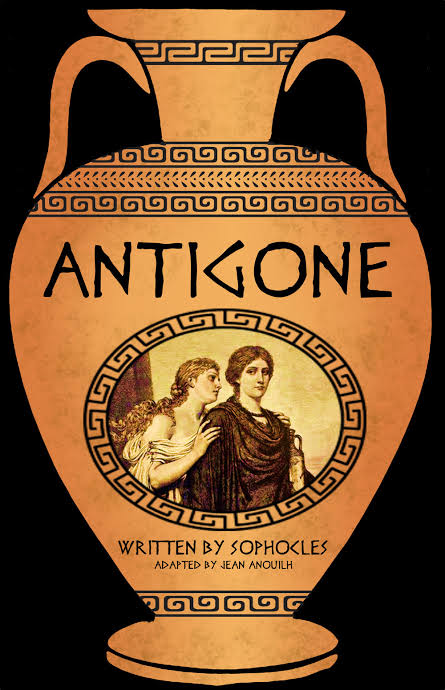 ANTIGONE
WRITTEN BY SOPHOCLES
ADAPTED BY JEAN ANOUILH